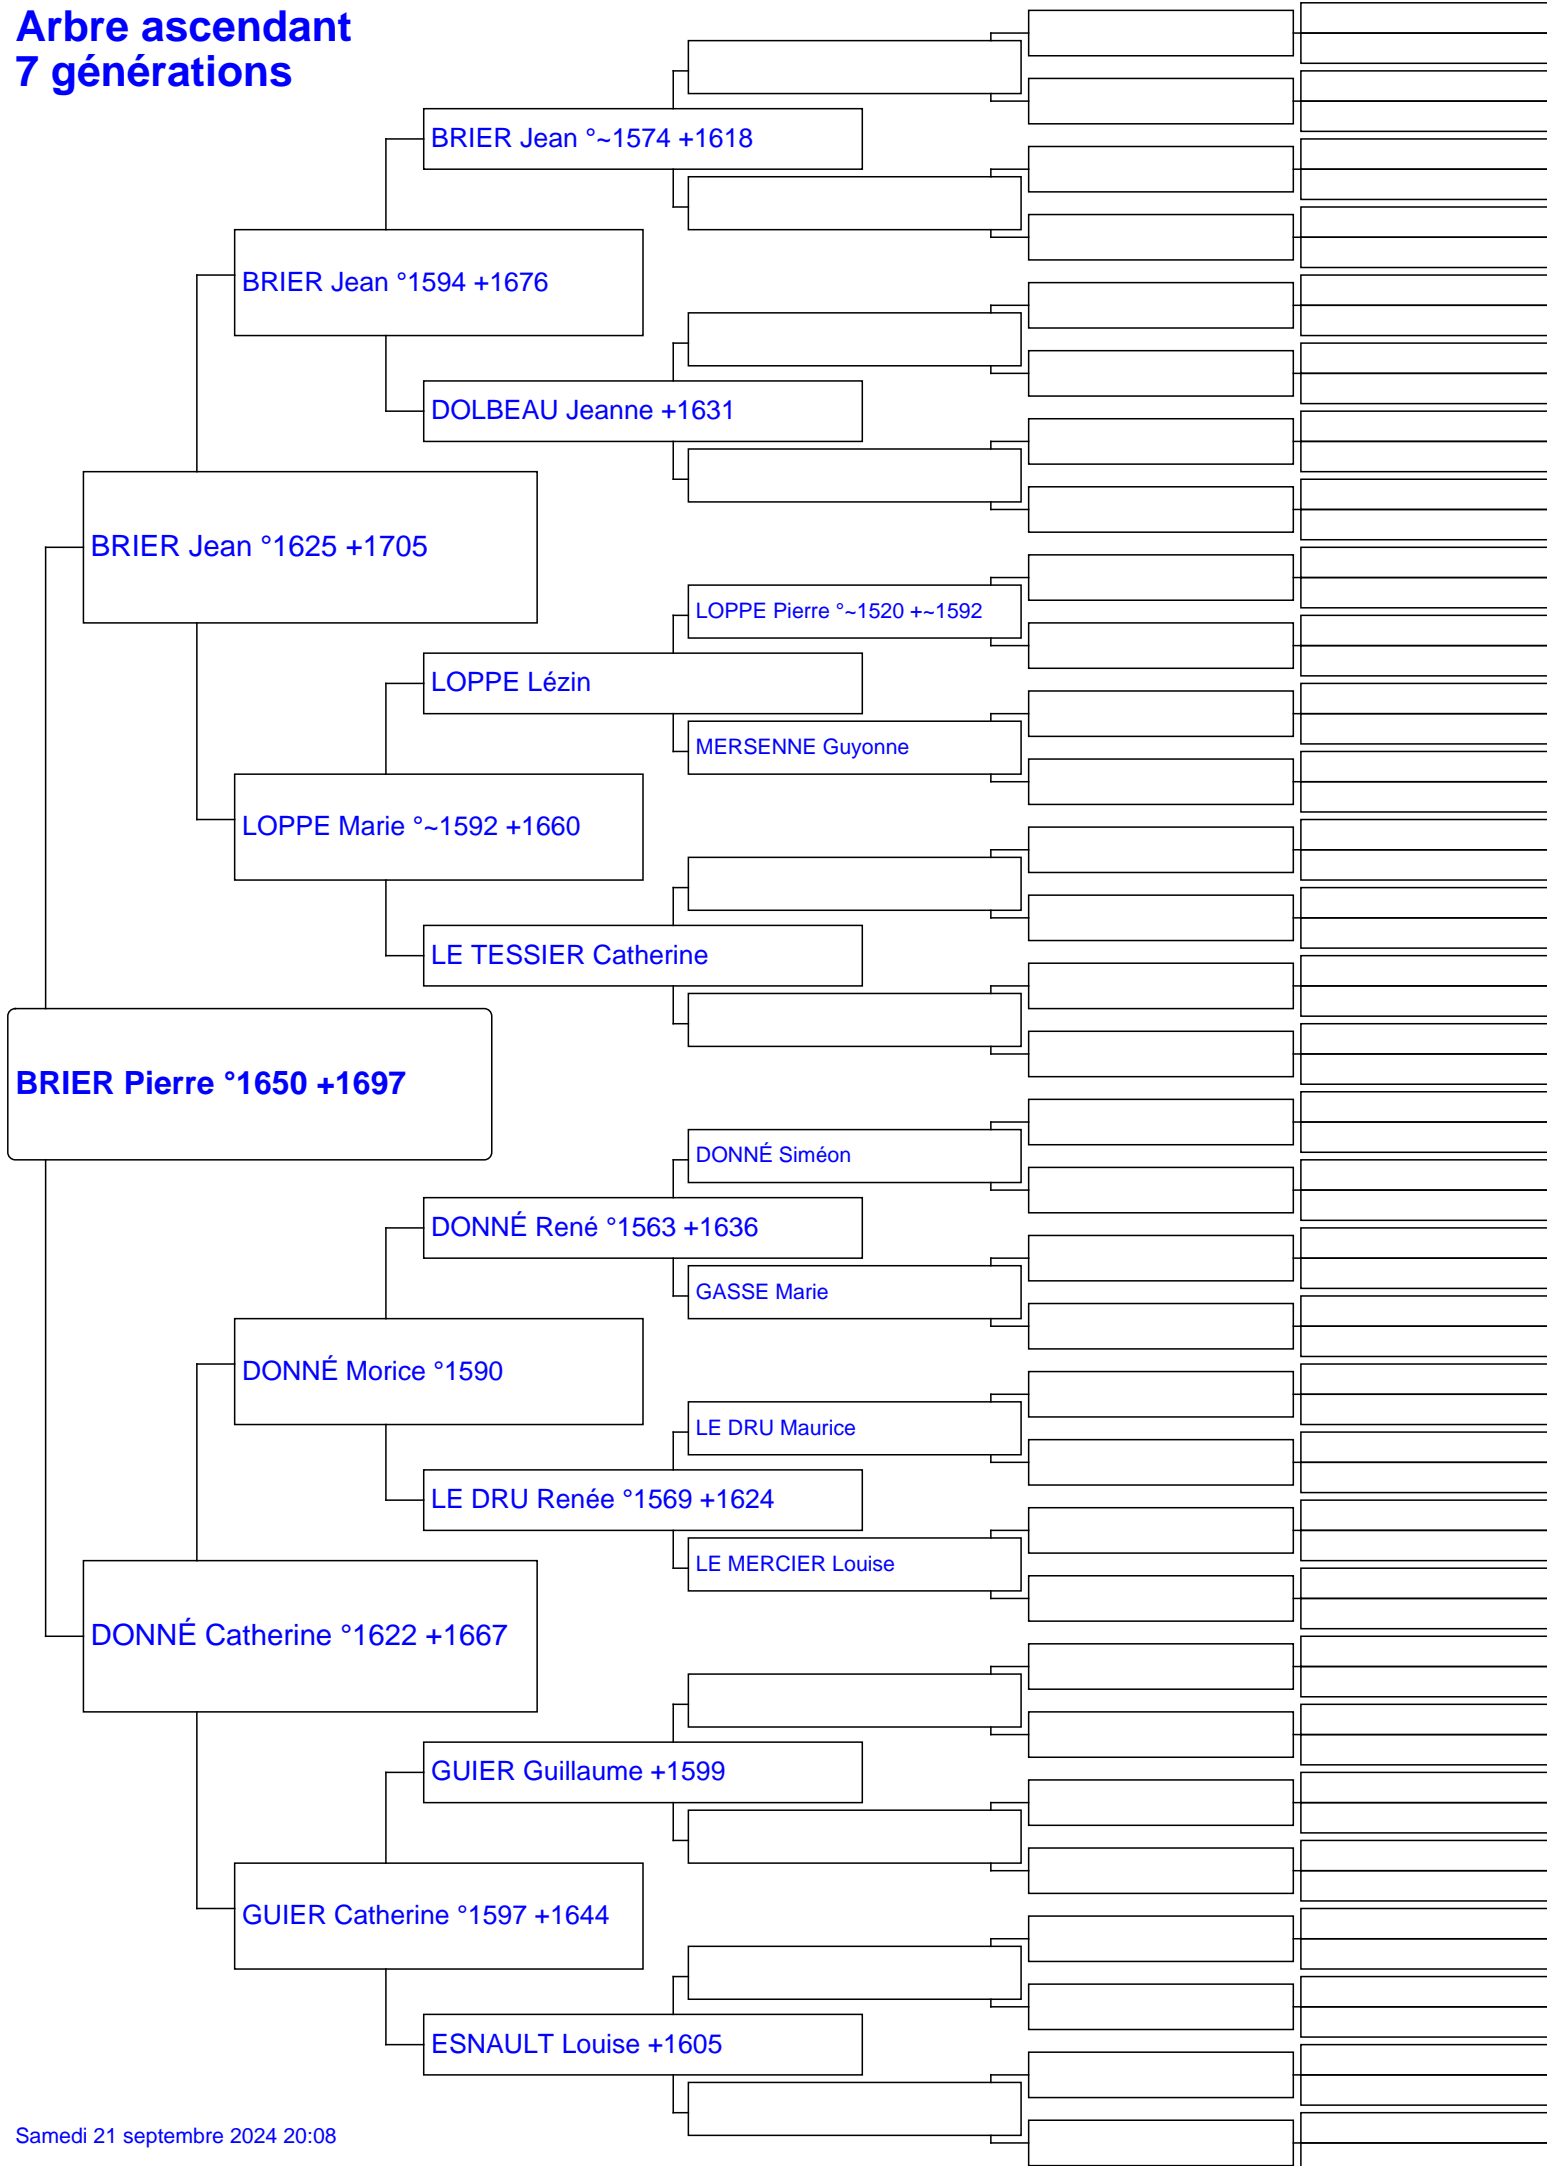 Arbre ascendant
7 générations
BRIER Jean °~1574 +1618
BRIER Jean °1594 +1676
DOLBEAU Jeanne +1631
BRIER Jean °1625 +1705
LOPPE Pierre °~1520 +~1592
LOPPE Lézin
MERSENNE Guyonne
LOPPE Marie °~1592 +1660
LE TESSIER Catherine
BRIER Pierre °1650 +1697
DONNÉ Siméon
DONNÉ René °1563 +1636
GASSE Marie
DONNÉ Morice °1590
LE DRU Maurice
LE DRU Renée °1569 +1624
LE MERCIER Louise
DONNÉ Catherine °1622 +1667
GUIER Guillaume +1599
GUIER Catherine °1597 +1644
ESNAULT Louise +1605
Samedi 21 septembre 2024 20:08